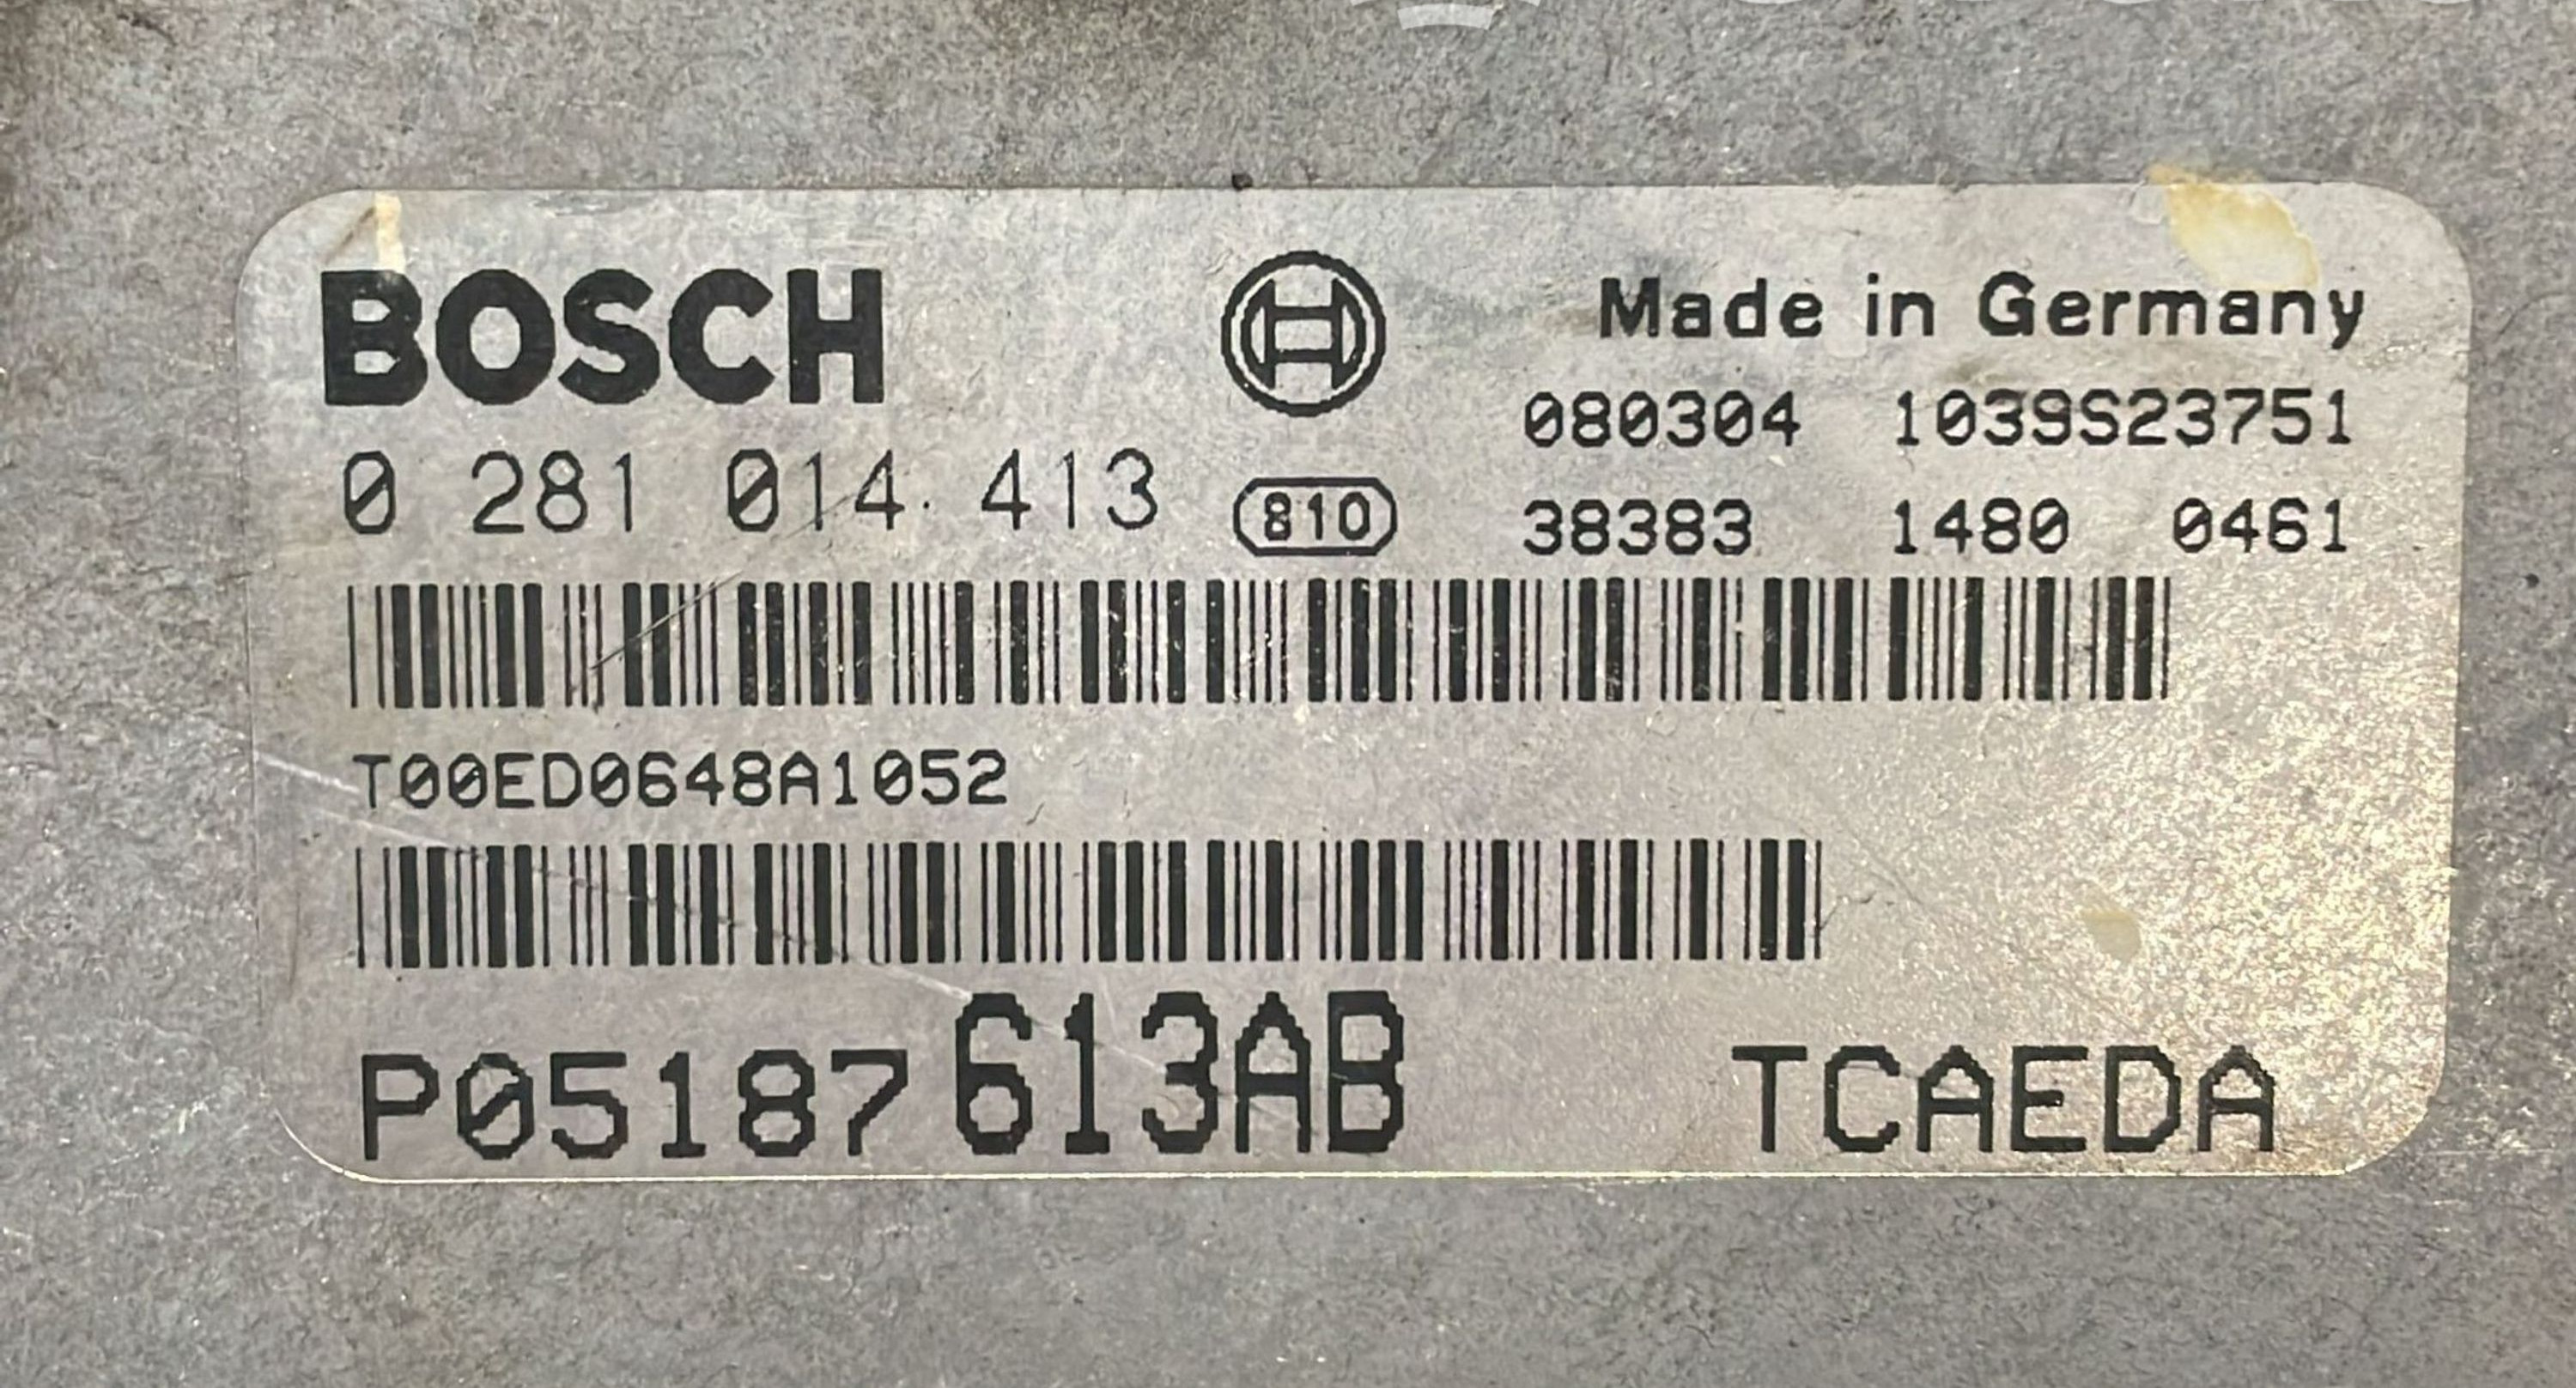 BOSCH
Made in Germany
080304 1039S23751
0 281 014 413
810
38383 1480 0461
T00ED0648A1052
P05187613AB TCAEDA